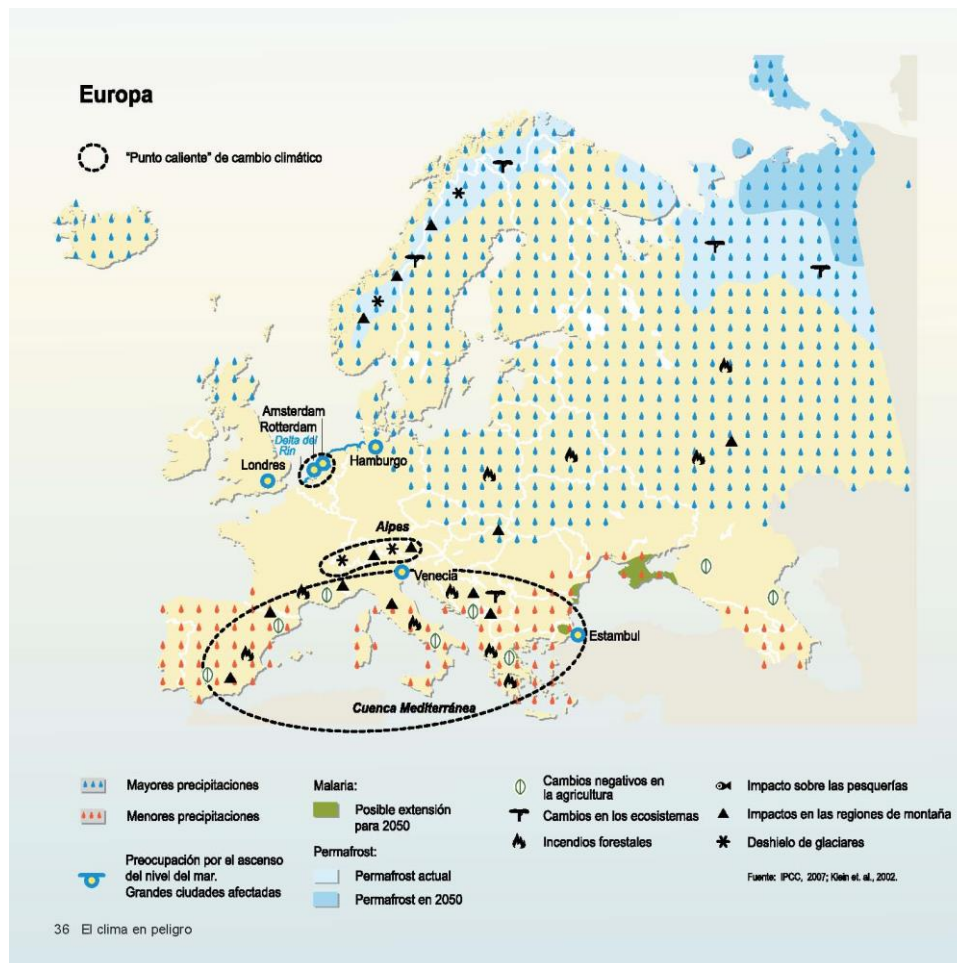 Europa
"Punto caliente" de cambio climático
Amsterdam
Rotterdam
Delta del
Rin
Londres
Hamburgo
Alpes
Venecia
Estambul
Cuenca Mediterránea
Mayores precipitaciones
Menores precipitaciones
Preocupación por el ascenso
del nivel del mar.
Grandes ciudades afectadas
Malaria:
Posible extensión
para 2050
Permafrost:
Permafrost actual
Permafrost en 2050
Cambios negativos en
la agricultura
Cambios en los ecosistemas
Incendios forestales
Impacto sobre las pesquerías
Impactos en las regiones de montaña
Deshielo de glaciares
Fuente: IPCC, 2007; Klein et. al., 2002.
36 El clima en peligro